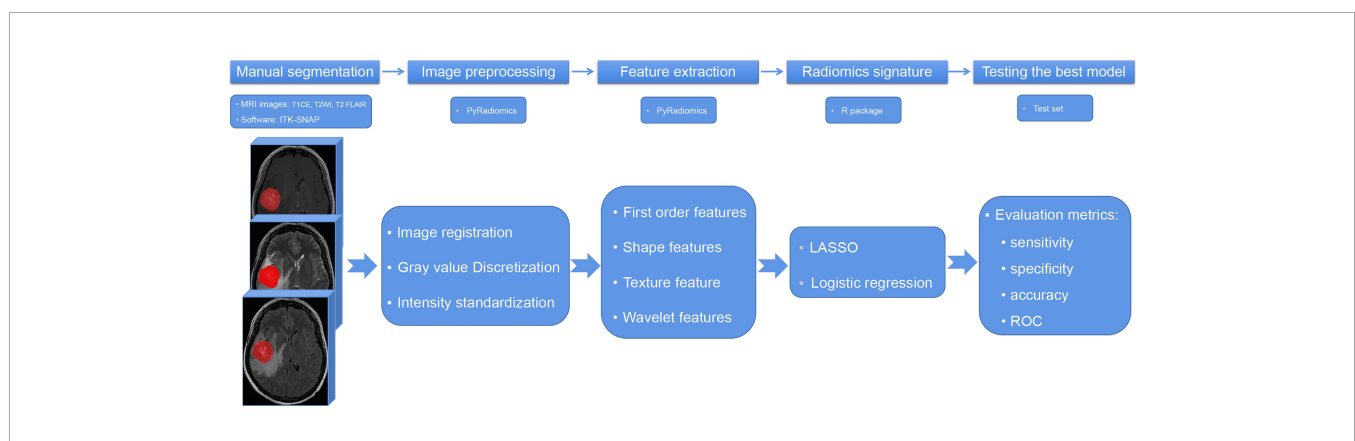 Manual segmentation
Image preprocessing
Feature extraction
Radiomics signature
Testing the best model
• MRI images: T1CE, T2WI, T2 FLAIR
• Software: ITK-SNAP
• PyRadiomics
• PyRadiomics
• R package
• Test set
▪ Image registration
▪ Gray value Discretization
▪ Intensity standardization
• First order features
• Shape features
• Texture feature
• Wavelet features
▪ LASSO
▪ Logistic regression
▪ Evaluation metrics:
• sensitivity
• specificity
• accuracy
• ROC